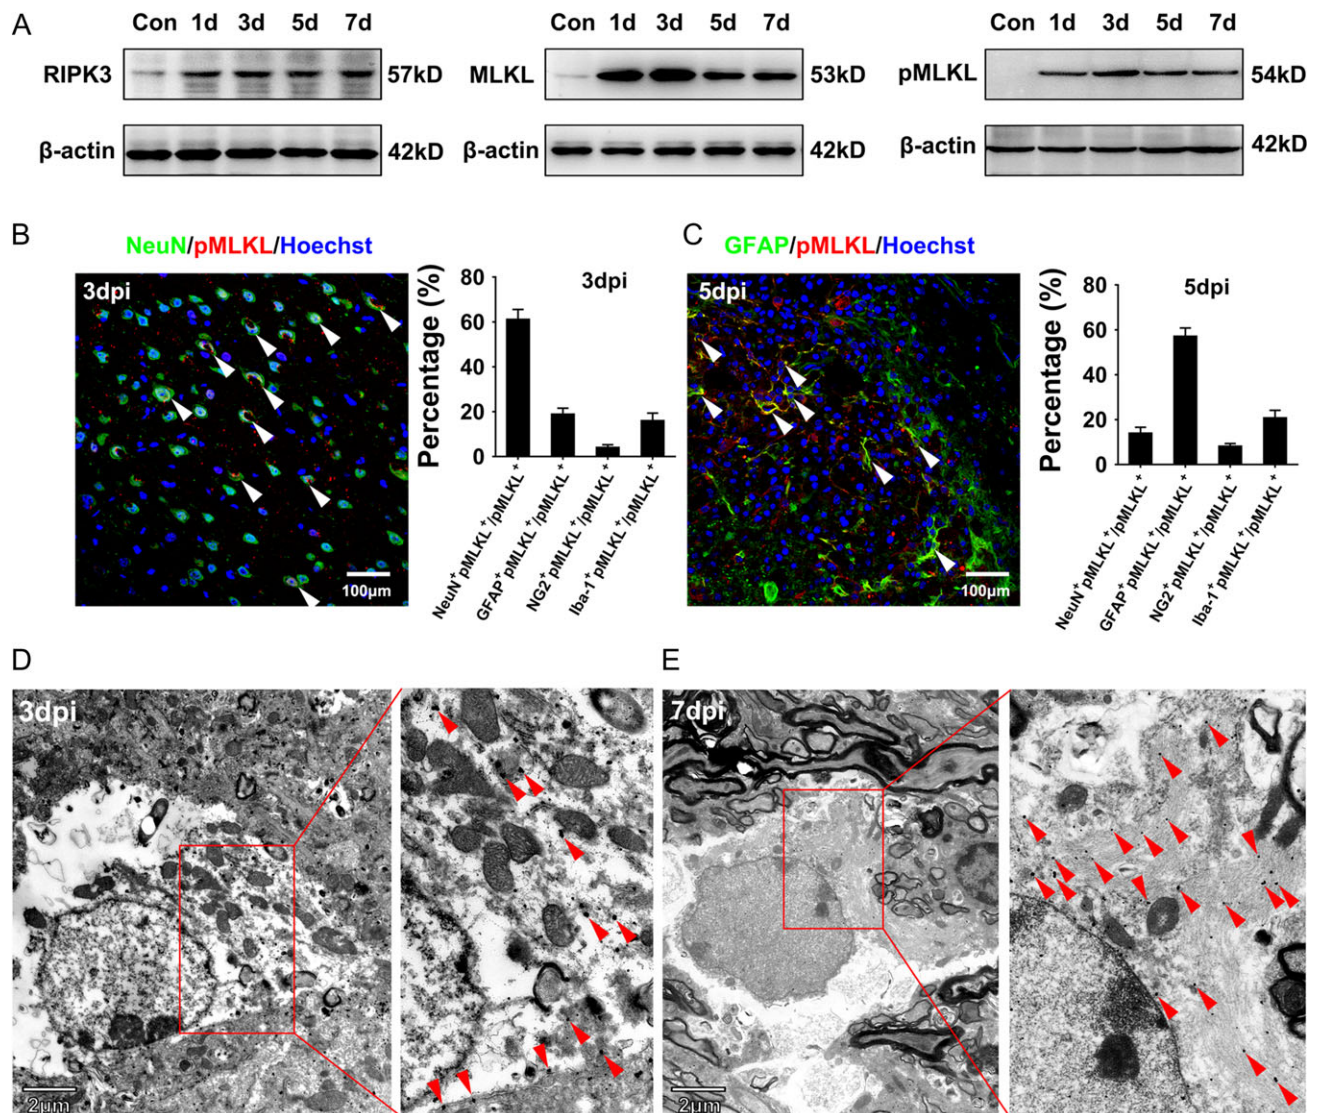 A
Con 1d 3d 5d 7d
RIPK3 57kD
β-actin 42kD
Con 1d 3d 5d 7d
MLKL 53kD
β-actin 42kD
Con 1d 3d 5d 7d
pMLKL 54kD
β-actin 42kD
B
NeuN/pMLKL/Hoechst
3dpi
100μm
Percentage (%)
3dpi
80
60
40
20
0
NeuN⁺pMLKL⁺/pMLKL⁺
GFAP⁺pMLKL⁺/pMLKL⁺
NG2⁺pMLKL⁺/pMLKL⁺
Iba-1⁺pMLKL⁺/pMLKL⁺
C
GFAP/pMLKL/Hoechst
5dpi
100μm
Percentage (%)
5dpi
80
60
40
20
0
NeuN⁺pMLKL⁺/pMLKL⁺
GFAP⁺pMLKL⁺/pMLKL⁺
NG2⁺pMLKL⁺/pMLKL⁺
Iba-1⁺pMLKL⁺/pMLKL⁺
D
3dpi
2μm
E
7dpi
2μm